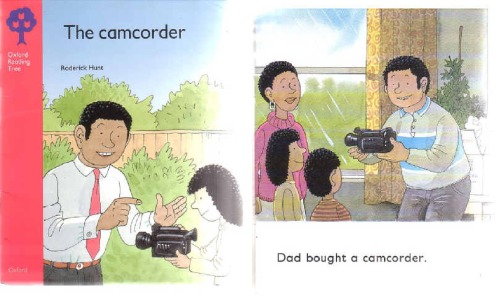 The camcorder
Oxford
Reading
Tree
Roderick Hunt
Oxford
Dad bought a camcorder.